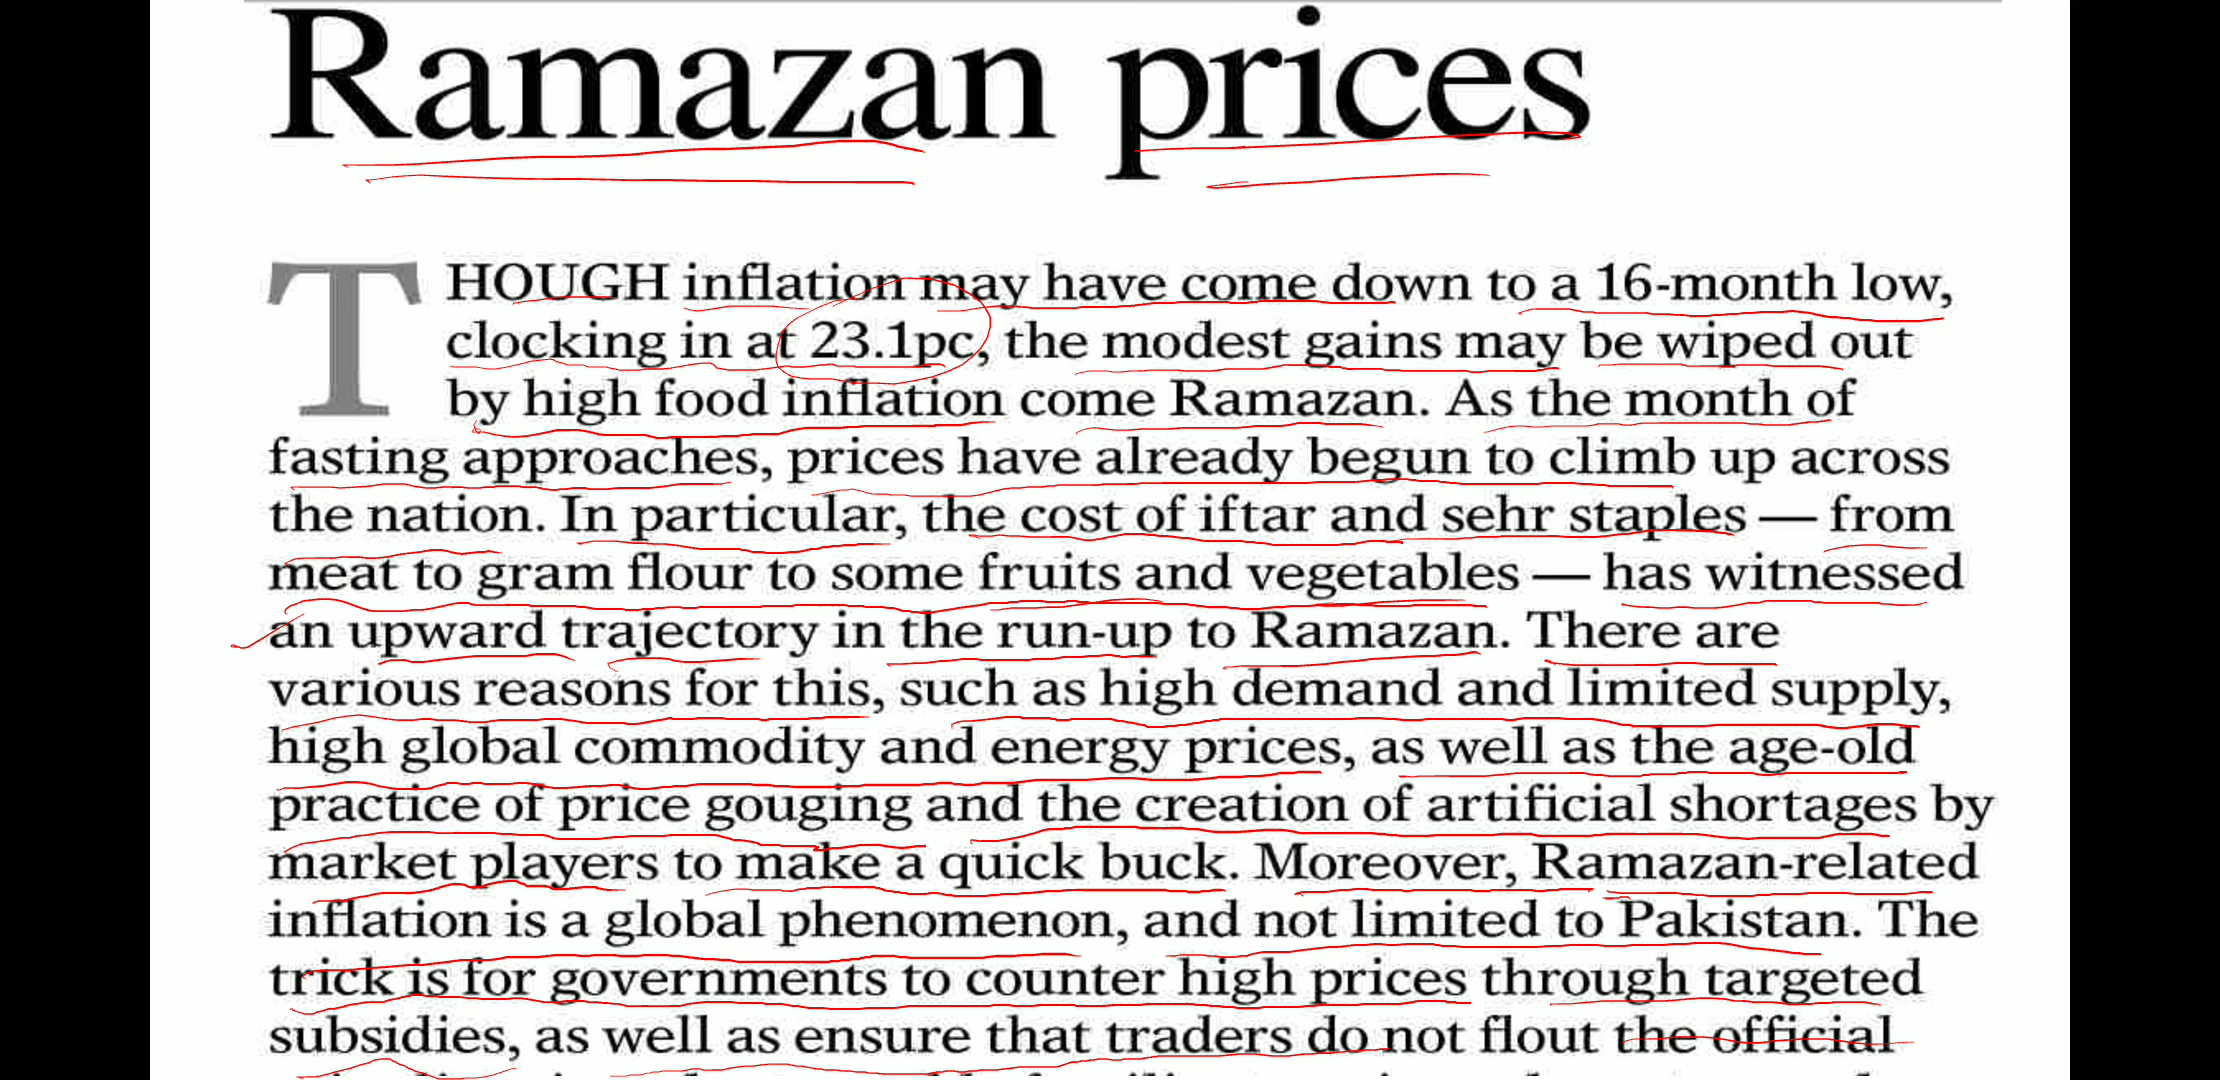 Ramazan prices
THOUGH inflation may have come down to a 16-month low,
clocking in at 23.1pc, the modest gains may be wiped out
by high food inflation come Ramazan. As the month of
fasting approaches, prices have already begun to climb up across
the nation. In particular, the cost of iftar and sehr staples — from
meat to gram flour to some fruits and vegetables — has witnessed
an upward trajectory in the run-up to Ramazan. There are
various reasons for this, such as high demand and limited supply,
high global commodity and energy prices, as well as the age-old
practice of price gouging and the creation of artificial shortages by
market players to make a quick buck. Moreover, Ramazan-related
inflation is a global phenomenon, and not limited to Pakistan. The
trick is for governments to counter high prices through targeted
subsidies, as well as ensure that traders do not flout the official